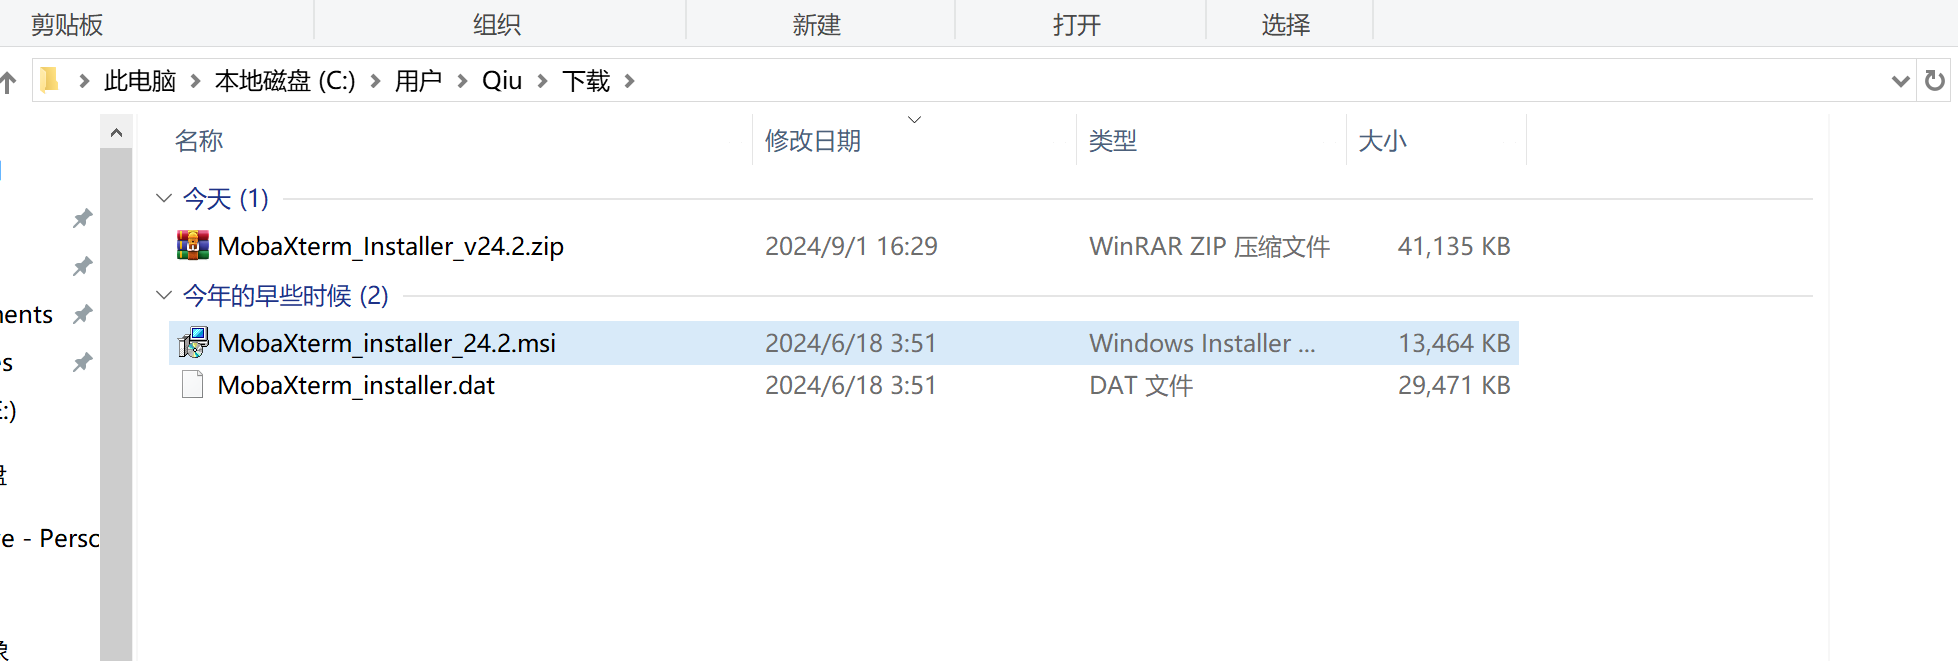 剪贴板 组织 新建 打开 选择
此电脑 本地磁盘 (C:) 用户 Qiu 下载
名称 修改日期 类型 大小
今天 (1)
MobaXterm_Installer_v24.2.zip 2024/9/1 16:29 WinRAR ZIP 压缩文件 41,135 KB
今年的早些时候 (2)
ents
MobaXterm_installer_24.2.msi 2024/6/18 3:51 Windows Installer ... 13,464 KB
s
MobaXterm_installer.dat 2024/6/18 3:51 DAT 文件 29,471 KB
:)
盘
e - Perso
象